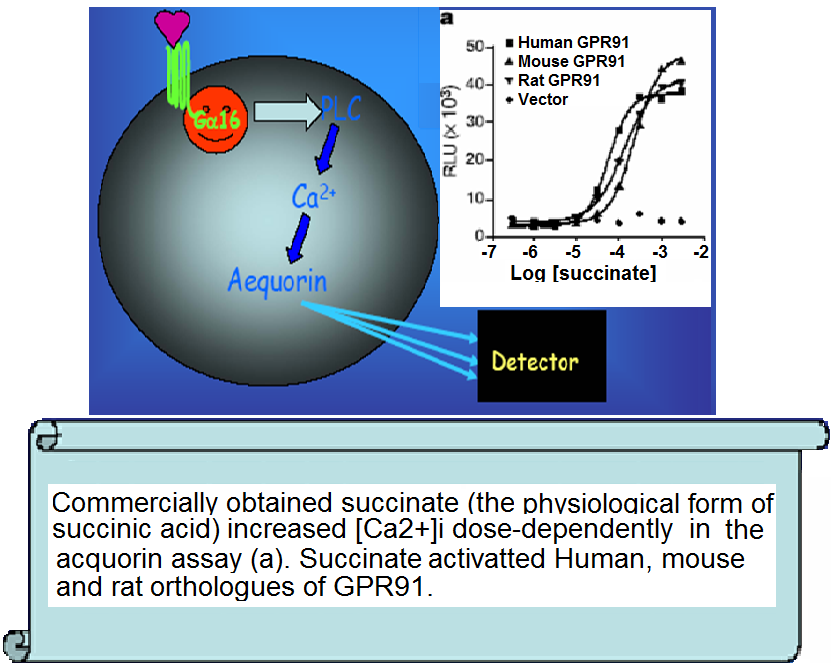 a
Human GPR91
Mouse GPR91
Rat GPR91
Vector
50
40
30
20
10
0
RLU (x 10³)
-7 -6 -5 -4 -3 -2
Log [succinate]
Gα16
PLC
Ca²⁺
Aequorin
Detector
Commercially obtained succinate (the physiological form of
succinic acid) increased [Ca2+]i dose-dependently in the
acquorin assay (a). Succinate activatted Human, mouse
and rat orthologues of GPR91.